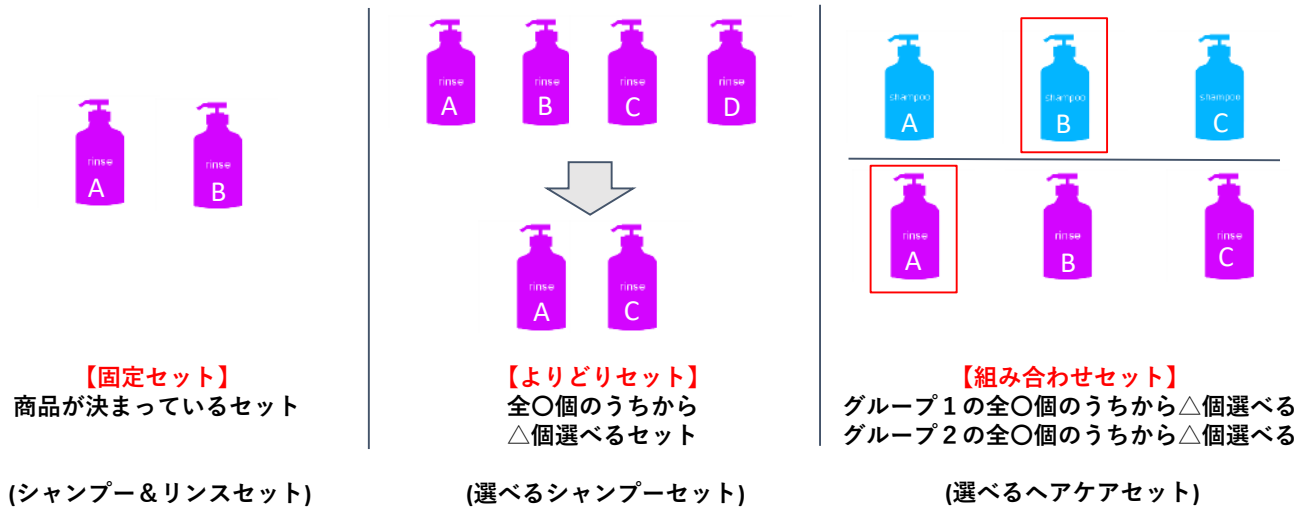 rinse
A
rinse
B
【固定セット】
商品が決まっているセット
(シャンプー＆リンスセット)
rinse
A
rinse
B
rinse
C
rinse
D
rinse
A
rinse
C
【よりどりセット】
全〇個のうちから
△個選べるセット
(選べるシャンプーセット)
shampoo
A
shampoo
B
shampoo
C
rinse
A
rinse
B
rinse
C
【組み合わせセット】
グループ１の全〇個のうちから△個選べる
グループ２の全〇個のうちから△個選べる
(選べるヘアケアセット)